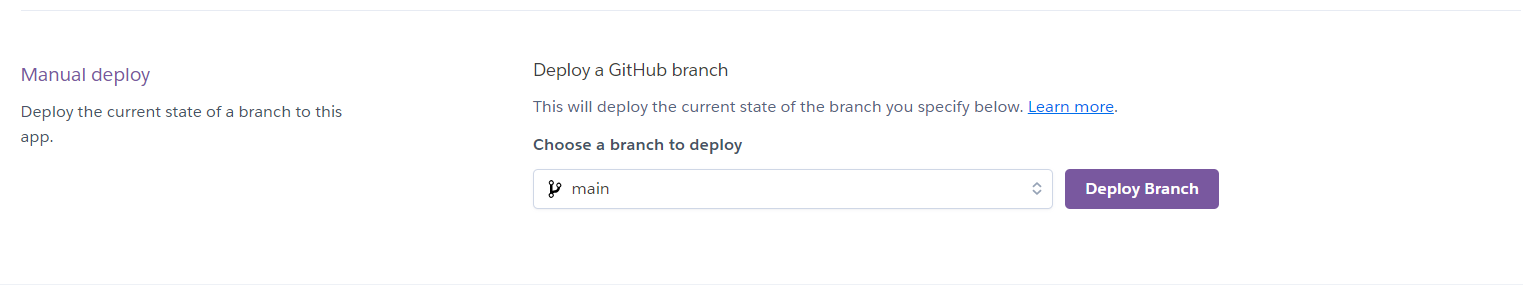 Manual deploy
Deploy the current state of a branch to this
app.
Deploy a GitHub branch
This will deploy the current state of the branch you specify below. Learn more.
Choose a branch to deploy
main
Deploy Branch